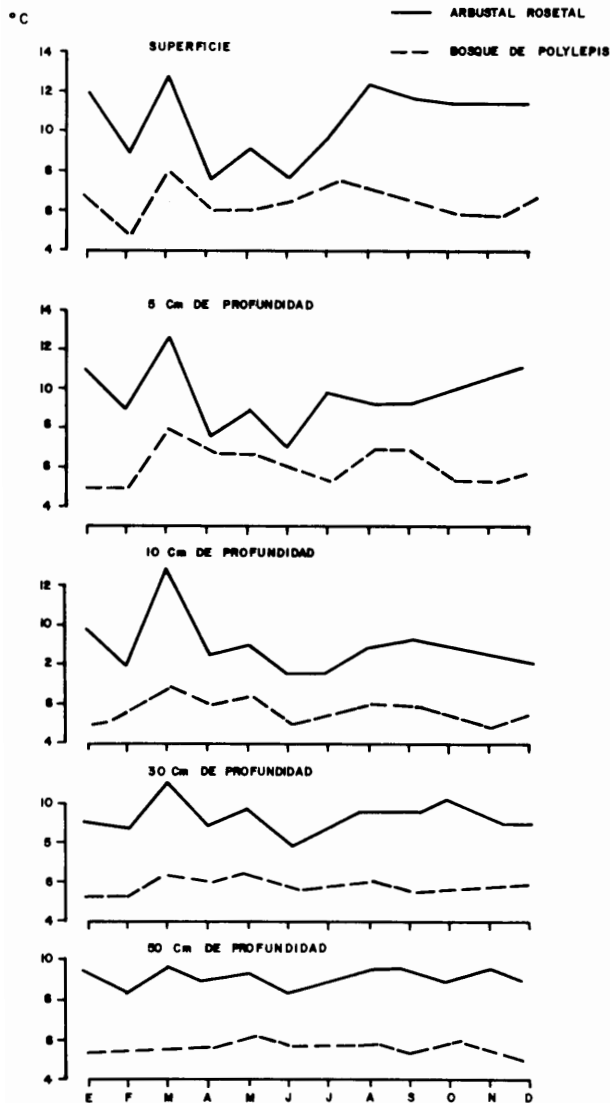 °C
ARBUSTAL ROSETAL
BOSQUE DE POLYLEPIS
SUPERFICIE
14
12
10
8
6
4
5 Cm DE PROFUNDIDAD
14
12
10
8
6
4
10 Cm DE PROFUNDIDAD
12
10
2
6
4
30 Cm DE PROFUNDIDAD
10
5
6
4
50 Cm DE PROFUNDIDAD
10
8
6
4
E F M A M J J A S O N D